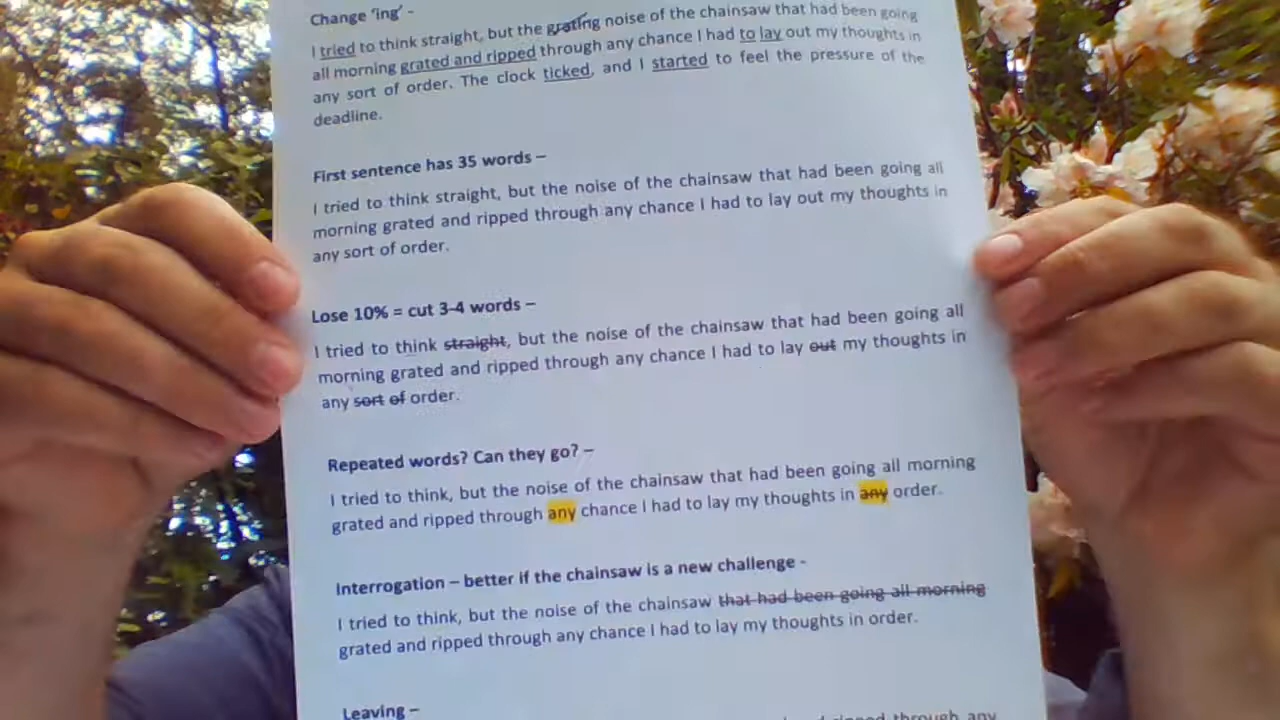 Change 'ing' -
I tried to think straight, but the grating noise of the chainsaw that had been going
all morning grated and ripped through any chance I had to lay out my thoughts in
any sort of order. The clock ticked, and I started to feel the pressure of the
deadline.
First sentence has 35 words –
I tried to think straight, but the noise of the chainsaw that had been going all
morning grated and ripped through any chance I had to lay out my thoughts in
any sort of order.
Lose 10% = cut 3-4 words –
I tried to think straight, but the noise of the chainsaw that had been going all
morning grated and ripped through any chance I had to lay out my thoughts in
any sort of order.
Repeated words? Can they go? –
I tried to think, but the noise of the chainsaw that had been going all morning
grated and ripped through any chance I had to lay my thoughts in any order.
Interrogation – better if the chainsaw is a new challenge -
I tried to think, but the noise of the chainsaw that had been going all morning
grated and ripped through any chance I had to lay my thoughts in order.
Leaving –
through any